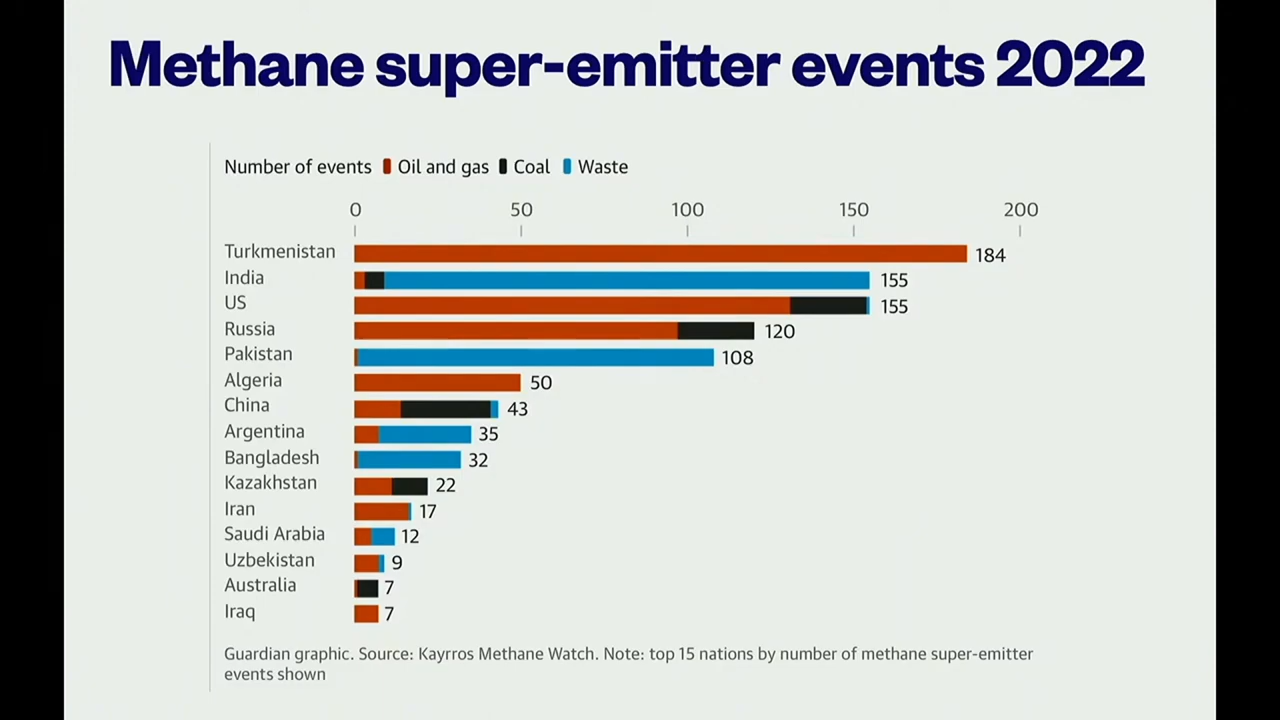 Methane super-emitter events 2022
Number of events Oil and gas Coal Waste
0 50 100 150 200
Turkmenistan 184
India 155
US 155
Russia 120
Pakistan 108
Algeria 50
China 43
Argentina 35
Bangladesh 32
Kazakhstan 22
Iran 17
Saudi Arabia 12
Uzbekistan 9
Australia 7
Iraq 7
Guardian graphic. Source: Kayrros Methane Watch. Note: top 15 nations by number of methane super-emitter
events shown